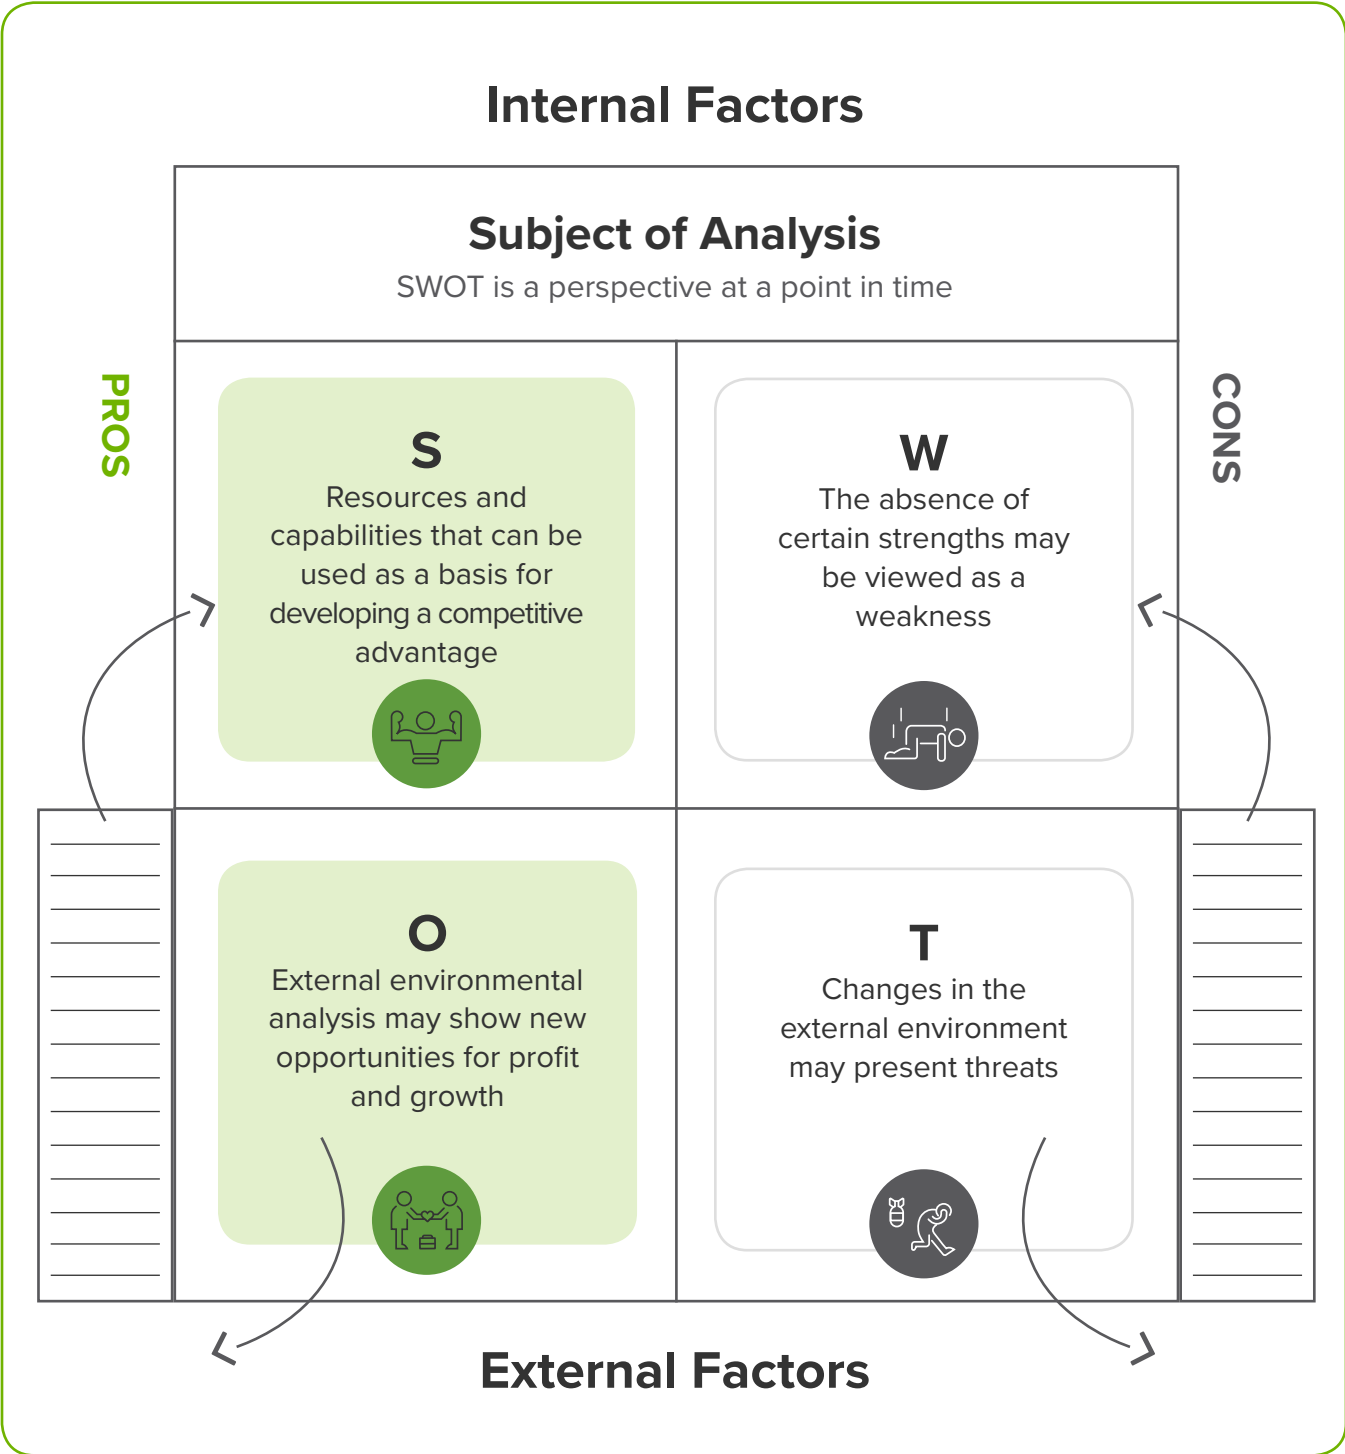 Internal Factors
Subject of Analysis
SWOT is a perspective at a point in time
PROS
CONS
S
Resources and
capabilities that can be
used as a basis for
developing a competitive
advantage
W
The absence of
certain strengths may
be viewed as a
weakness
O
External environmental
analysis may show new
opportunities for profit
and growth
T
Changes in the
external environment
may present threats
External Factors